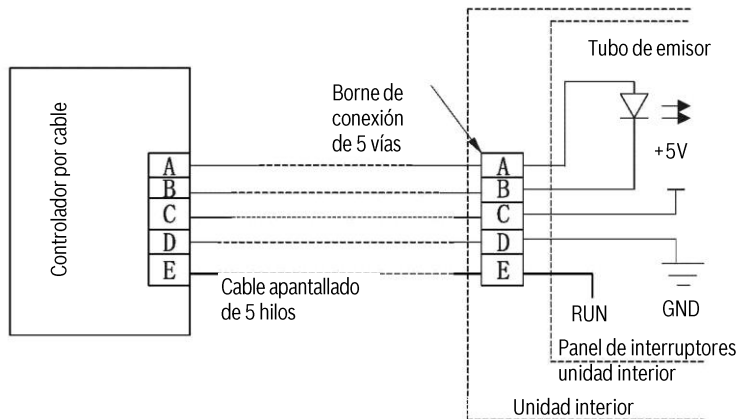 Tubo de emisor
Borne de
conexión
de 5 vías
+5V
Controlador por cable
A
B
C
D
E
A
B
C
D
E
Cable apantallado
de 5 hilos
RUN
GND
Panel de interruptores
unidad interior
Unidad interior